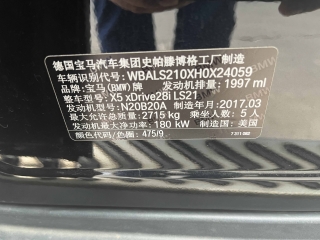 德国宝马汽车集团史帕滕博格工厂制造
车辆识别代号: WBALS210XH0X24059
品牌: 宝马(BMW)牌 发动机排量: 1997 ml
整车型号: X5 xDrive28i LS21
发动机型号: N20B20A 制造年月: 2017.03
最大允许总质量: 2715 kg 乘坐人数: 5 人
发动机最大净功率: 180 kW 制造国: 美国
颜色代码/色饰: 475/9